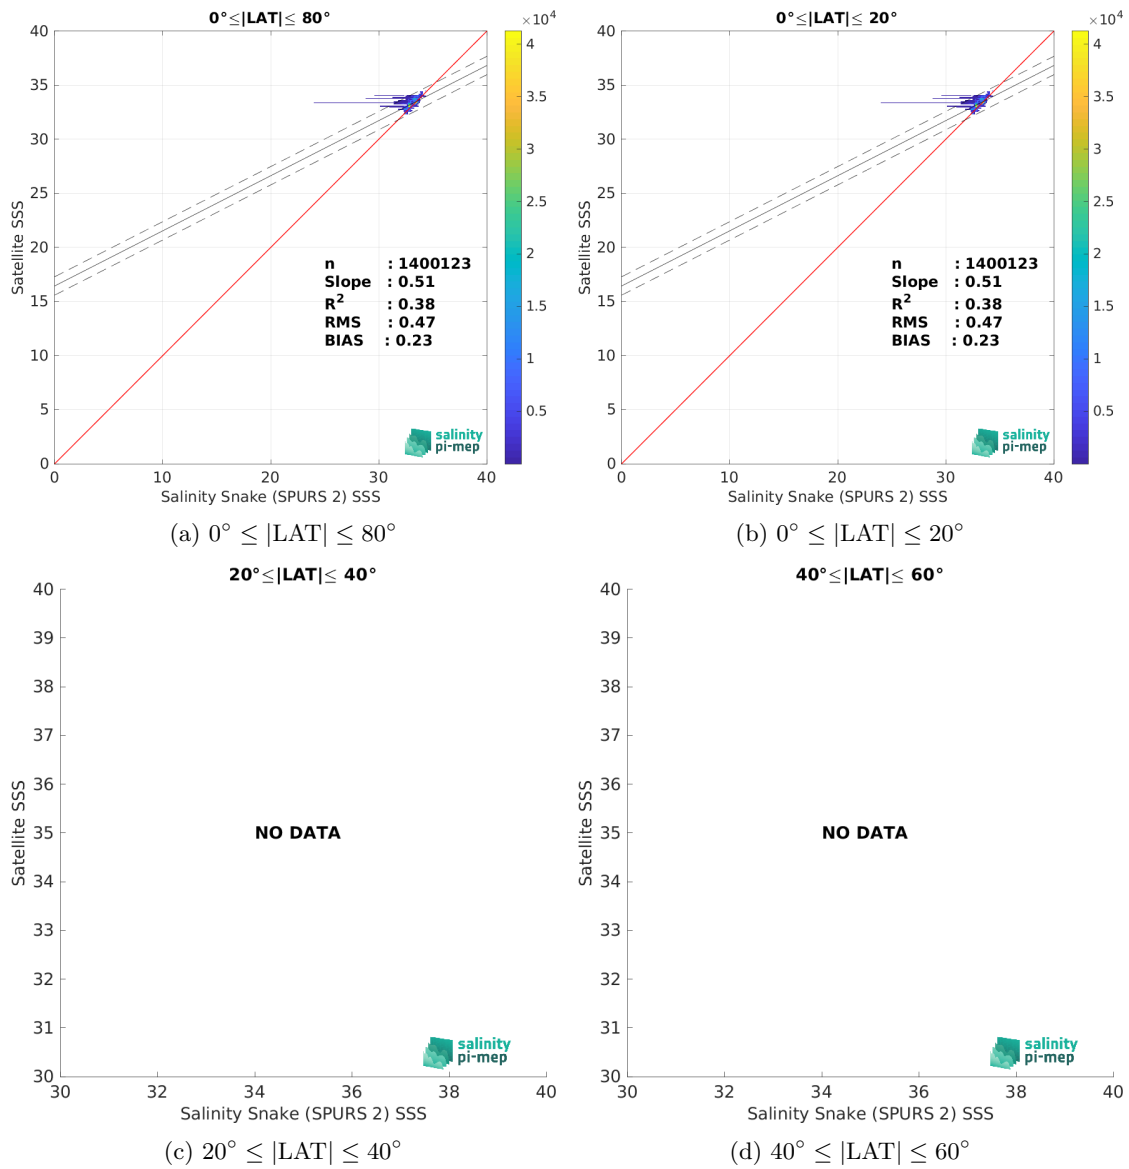 0°≤|LAT|≤ 80°
×10⁴
40
35
30
25
20
15
10
5
0
Satellite SSS
n : 1400123
Slope : 0.51
R² : 0.38
RMS : 0.47
BIAS : 0.23
salinity
pi-mep
4
3.5
3
2.5
2
1.5
1
0.5
0 10 20 30 40
Salinity Snake (SPURS 2) SSS
(a) 0° ≤ |LAT| ≤ 80°
0°≤|LAT|≤ 20°
×10⁴
40
35
30
25
20
15
10
5
0
Satellite SSS
n : 1400123
Slope : 0.51
R² : 0.38
RMS : 0.47
BIAS : 0.23
salinity
pi-mep
4
3.5
3
2.5
2
1.5
1
0.5
0 10 20 30 40
Salinity Snake (SPURS 2) SSS
(b) 0° ≤ |LAT| ≤ 20°
20°≤|LAT|≤ 40°
40
39
38
37
36
35
34
33
32
31
30
Satellite SSS
NO DATA
salinity
pi-mep
30 32 34 36 38 40
Salinity Snake (SPURS 2) SSS
(c) 20° ≤ |LAT| ≤ 40°
40°≤|LAT|≤ 60°
40
39
38
37
36
35
34
33
32
31
30
Satellite SSS
NO DATA
salinity
pi-mep
30 32 34 36 38 40
Salinity Snake (SPURS 2) SSS
(d) 40° ≤ |LAT| ≤ 60°